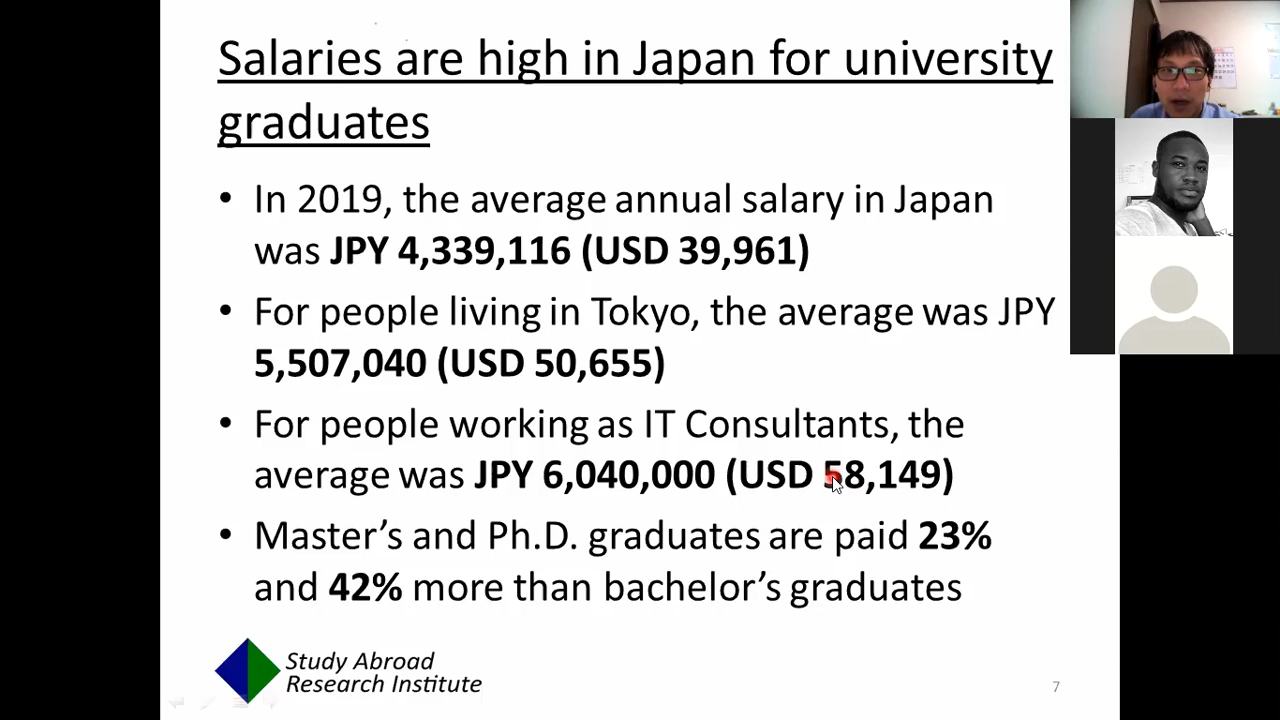 Salaries are high in Japan for university
graduates
• In 2019, the average annual salary in Japan
was JPY 4,339,116 (USD 39,961)
• For people living in Tokyo, the average was JPY
5,507,040 (USD 50,655)
• For people working as IT Consultants, the
average was JPY 6,040,000 (USD 58,149)
• Master’s and Ph.D. graduates are paid 23%
and 42% more than bachelor’s graduates
Study Abroad
Research Institute
7